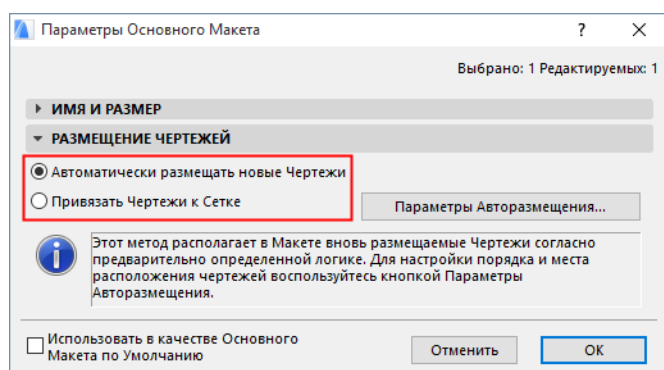 Параметры Основного Макета ?
Выбрано: 1 Редактируемых: 1
ИМЯ И РАЗМЕР
РАЗМЕЩЕНИЕ ЧЕРТЕЖЕЙ
Автоматически размещать новые Чертежи
Привязать Чертежи к Сетке
Параметры Авторазмещения...
Этот метод располагает в Макете вновь размещаемые Чертежи согласно
предварительно определенной логике. Для настройки порядка и места
расположения чертежей воспользуйтесь кнопкой Параметры
Авторазмещения.
Использовать в качестве Основного
Макета по Умолчанию
Отменить
OK